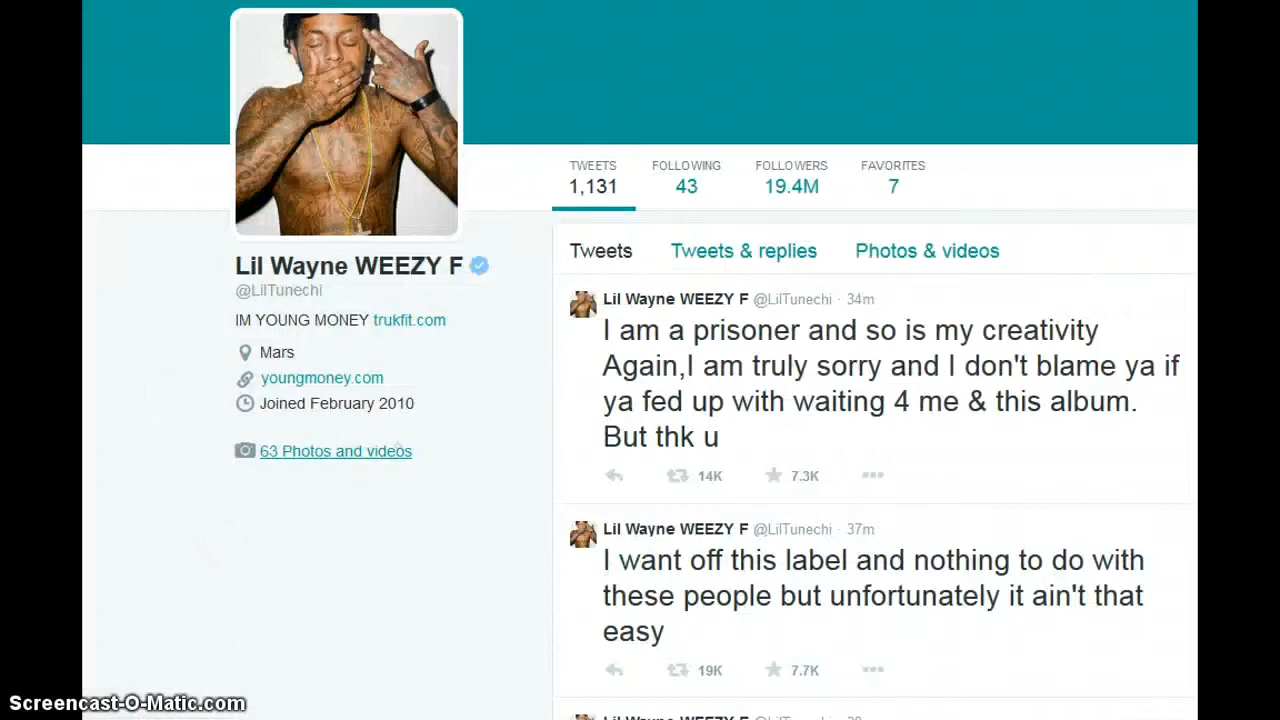 TWEETS FOLLOWING FOLLOWERS FAVORITES
1,131 43 19.4M 7
Lil Wayne WEEZY F
@LilTunechi
IM YOUNG MONEY trukfit.com
Mars
youngmoney.com
Joined February 2010
63 Photos and videos
Tweets Tweets & replies Photos & videos
Lil Wayne WEEZY F @LilTunechi · 34m
I am a prisoner and so is my creativity
Again,I am truly sorry and I don't blame ya if
ya fed up with waiting 4 me & this album.
But thk u
14K 7.3K
Lil Wayne WEEZY F @LilTunechi · 37m
I want off this label and nothing to do with
these people but unfortunately it ain't that
easy
19K 7.7K
Lil Wayne WEEZY F @LilTunechi
Screencast-O-Matic.com